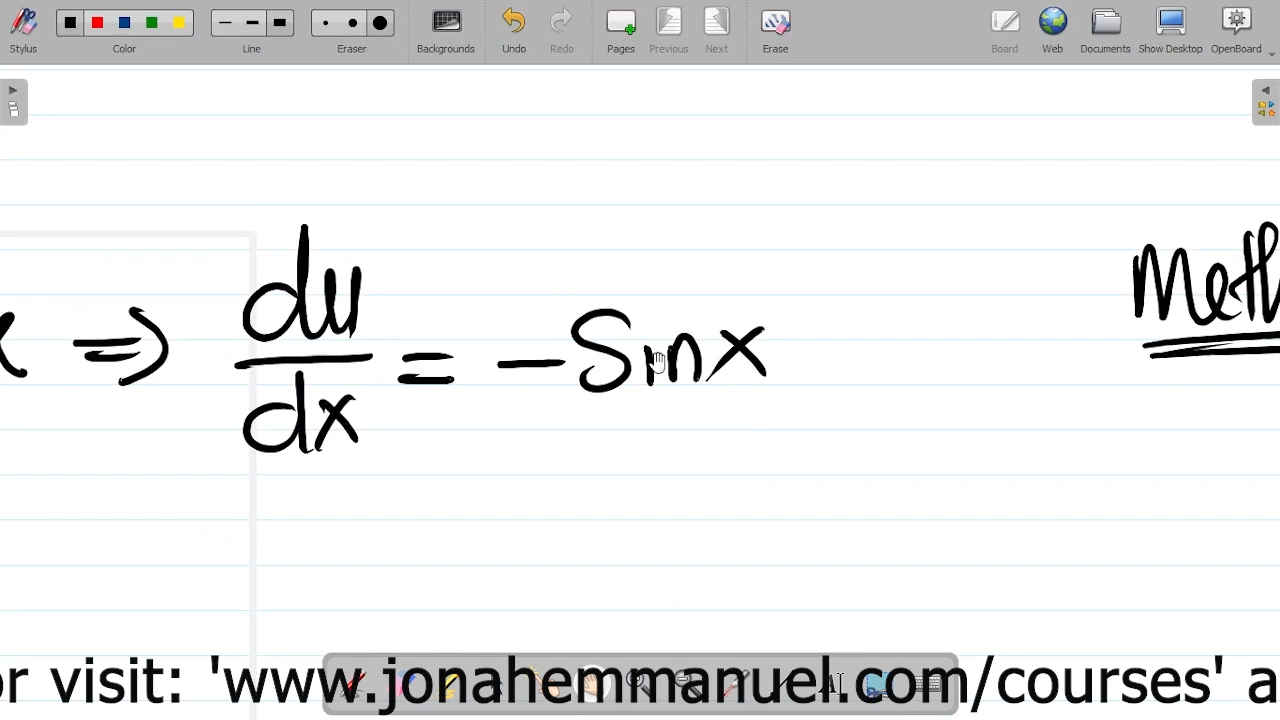 Stylus Color Line Eraser Backgrounds Undo Redo Pages Previous Next Erase Board Web Documents Show Desktop OpenBoard
x ⇒ du/dx = -Sinx
Meth
or visit: 'www.jonahemmanuel.com/courses' a